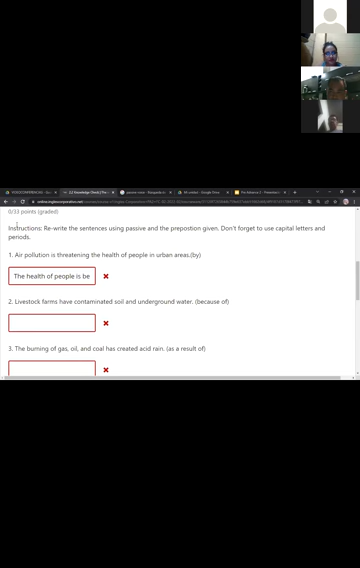 0/33 points (graded)
Instructions: Re-write the sentences using passive and the prepostion given. Don't forget to use capital letters and
periods.
1. Air pollution is threatening the health of people in urban areas.(by)
The health of people is be
2. Livestock farms have contaminated soil and underground water. (because of)
3. The burning of gas, oil, and coal has created acid rain. (as a result of)